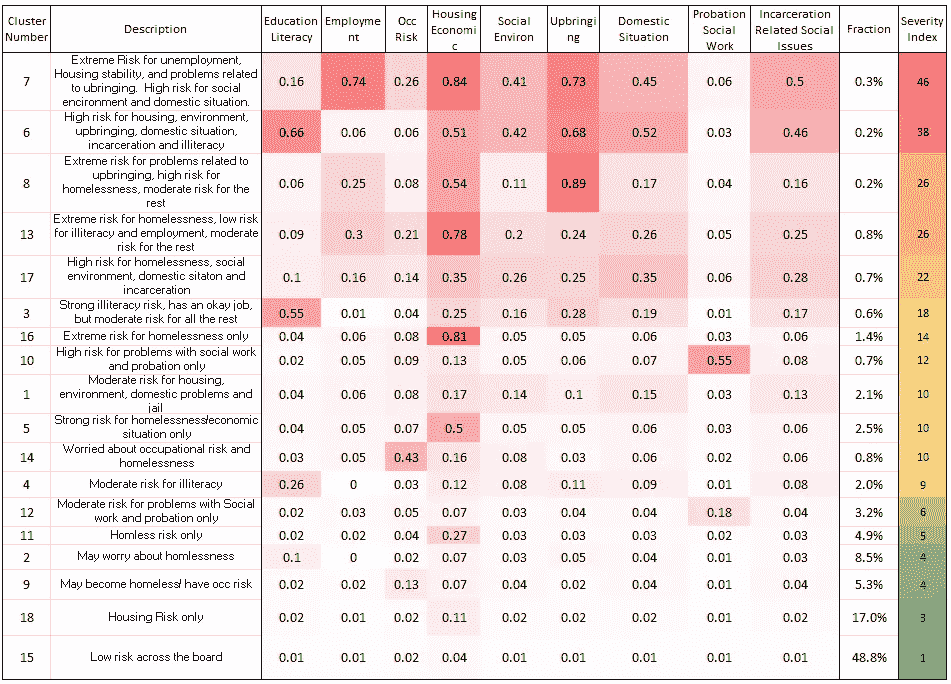 Cluster Number | Description | Education Literacy | Employme nt | Occ Risk | Housing Economi c | Social Environ | Upbringi ng | Domestic Situation | Probation Social Work | Incarceration Related Social Issues | Fraction | Severity Index
7 | Extreme Risk for unemployment, Housing stability, and problems related to ubringing. High risk for social encironment and domestic situation. | 0.16 | 0.74 | 0.26 | 0.84 | 0.41 | 0.73 | 0.45 | 0.06 | 0.5 | 0.3% | 46
6 | High risk for housing, environment, upbringing, domestic situation, incarceration and illiteracy | 0.66 | 0.06 | 0.06 | 0.51 | 0.42 | 0.68 | 0.52 | 0.03 | 0.46 | 0.2% | 38
8 | Extreme risk for problems related to upbringing, high risk for homelessness, moderate risk for the rest | 0.06 | 0.25 | 0.08 | 0.54 | 0.11 | 0.89 | 0.17 | 0.04 | 0.16 | 0.2% | 26
13 | Extreme risk for homelessness, low risk for illiteracy and employment, moderate risk for the rest | 0.09 | 0.3 | 0.21 | 0.78 | 0.2 | 0.24 | 0.26 | 0.05 | 0.25 | 0.8% | 26
17 | High risk for homelessness, social environment, domestic sitaton and incarceration | 0.1 | 0.16 | 0.14 | 0.35 | 0.26 | 0.25 | 0.35 | 0.06 | 0.28 | 0.7% | 22
3 | Strong illiteracy risk, has an okay job, but moderate risk for all the rest | 0.55 | 0.01 | 0.04 | 0.25 | 0.16 | 0.28 | 0.19 | 0.01 | 0.17 | 0.6% | 18
16 | Extreme risk for homelessness only | 0.04 | 0.06 | 0.08 | 0.81 | 0.05 | 0.05 | 0.06 | 0.03 | 0.06 | 1.4% | 14
10 | High risk for problems with social work and probation only | 0.02 | 0.05 | 0.09 | 0.13 | 0.05 | 0.06 | 0.07 | 0.55 | 0.08 | 0.7% | 12
1 | Moderate risk for housing, environment, domestic problems and jail | 0.04 | 0.06 | 0.08 | 0.17 | 0.14 | 0.1 | 0.15 | 0.03 | 0.13 | 2.1% | 10
5 | Strong risk for homelessness/economic situation only | 0.04 | 0.05 | 0.07 | 0.5 | 0.05 | 0.05 | 0.06 | 0.03 | 0.06 | 2.5% | 10
14 | Worried about occupational risk and homelessness | 0.03 | 0.05 | 0.43 | 0.16 | 0.08 | 0.03 | 0.06 | 0.02 | 0.06 | 0.8% | 10
4 | Moderate risk for illiteracy | 0.26 | 0 | 0.03 | 0.12 | 0.08 | 0.11 | 0.09 | 0.01 | 0.08 | 2.0% | 9
12 | Moderate risk for problems with Social work and probation only | 0.02 | 0.03 | 0.05 | 0.07 | 0.03 | 0.04 | 0.04 | 0.18 | 0.04 | 3.2% | 6
11 | Homless risk only | 0.02 | 0.02 | 0.04 | 0.27 | 0.03 | 0.03 | 0.03 | 0.02 | 0.03 | 4.9% | 5
2 | May worry about homlessness | 0.1 | 0 | 0.02 | 0.07 | 0.03 | 0.05 | 0.04 | 0.01 | 0.03 | 8.5% | 4
9 | May become homeless/ have occ risk | 0.02 | 0.02 | 0.13 | 0.07 | 0.04 | 0.02 | 0.04 | 0.01 | 0.04 | 5.3% | 4
18 | Housing Risk only | 0.02 | 0.01 | 0.02 | 0.11 | 0.02 | 0.02 | 0.02 | 0.01 | 0.02 | 17.0% | 3
15 | Low risk across the board | 0.01 | 0.01 | 0.02 | 0.04 | 0.01 | 0.01 | 0.01 | 0.01 | 0.01 | 48.8% | 1